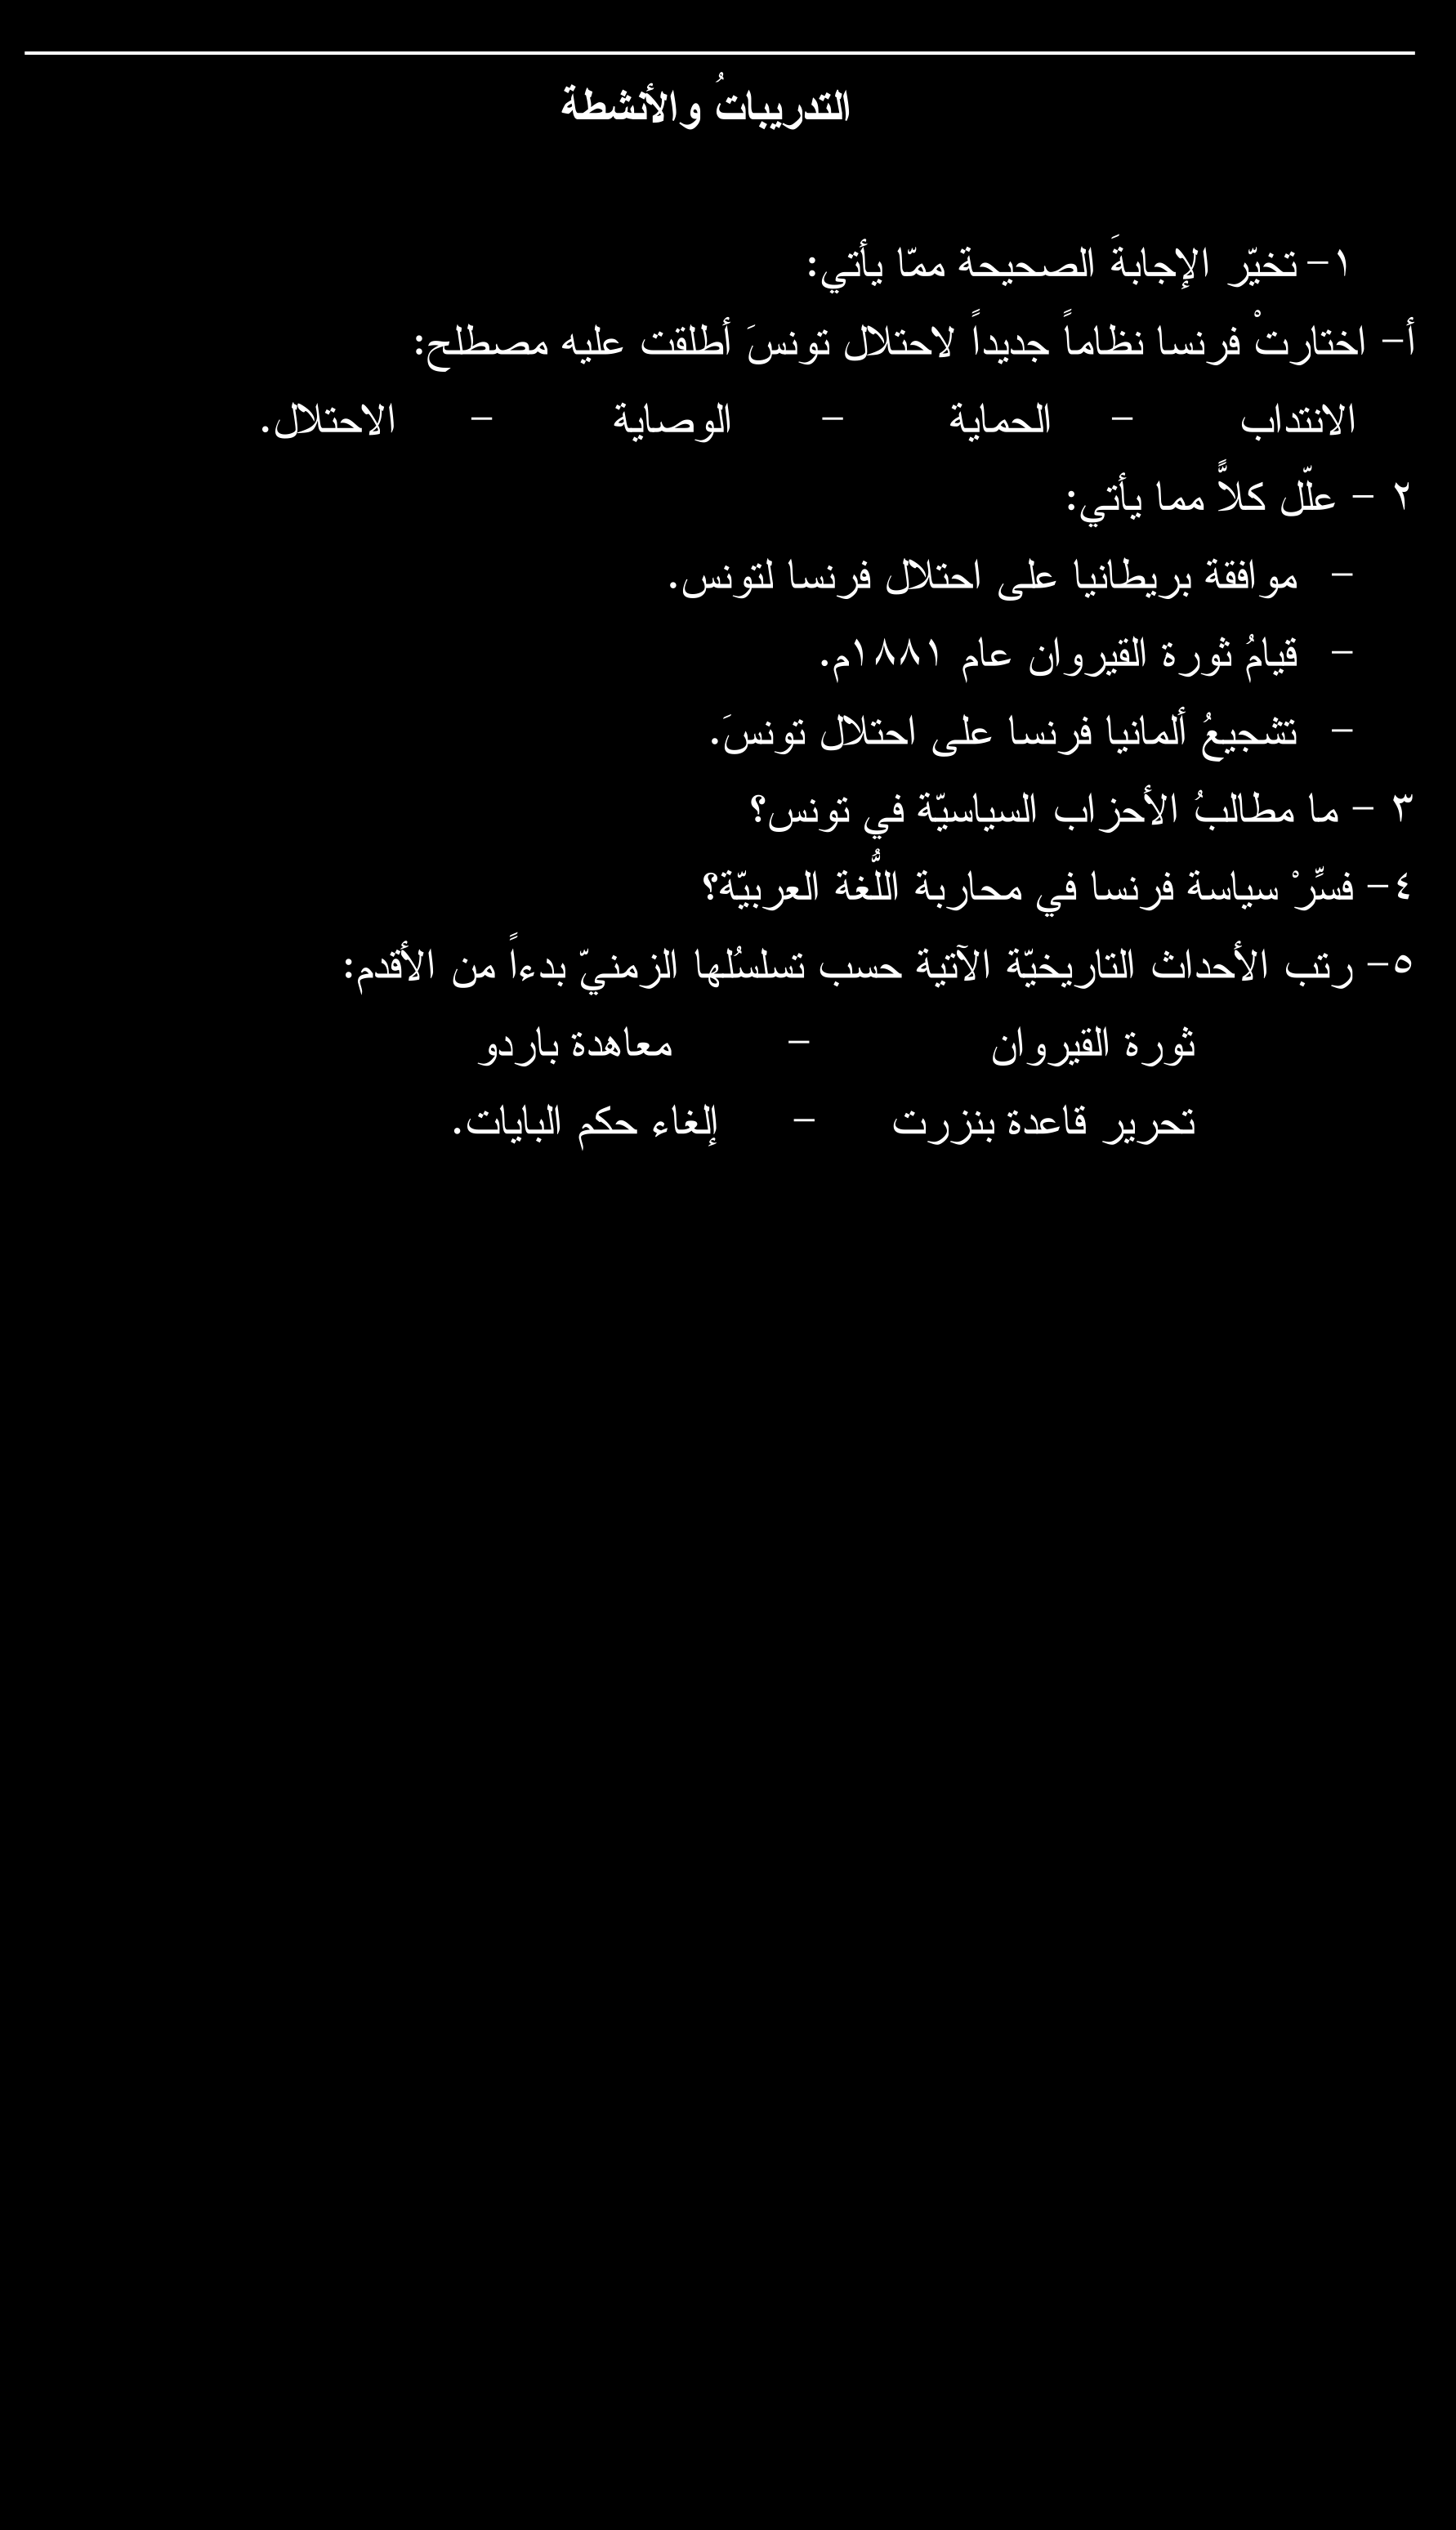 التدريباتُ والأنشطة
١- تخيّر الإجابةَ الصحيحة ممّا يأتي:
أ- اختارتْ فرنسا نظاماً جديداً لاحتلال تونسَ أطلقت عليه مصطلح:
الانتداب - الحماية - الوصاية - الاحتلال.
٢ - علّل كلاًّ مما يأتي:
- موافقة بريطانيا على احتلال فرنسا لتونس.
- قيامُ ثورة القيروان عام ١٨٨١م.
- تشجيعُ ألمانيا فرنسا على احتلال تونسَ.
٣ - ما مطالبُ الأحزاب السياسيّة في تونس؟
٤- فسِّرْ سياسة فرنسا في محاربة اللُّغة العربيّة؟
٥- رتب الأحداث التاريخيّة الآتية حسب تسلسُلها الزمنيّ بدءاً من الأقدم:
ثورة القيروان - معاهدة باردو
تحرير قاعدة بنزرت - إلغاء حكم البايات.